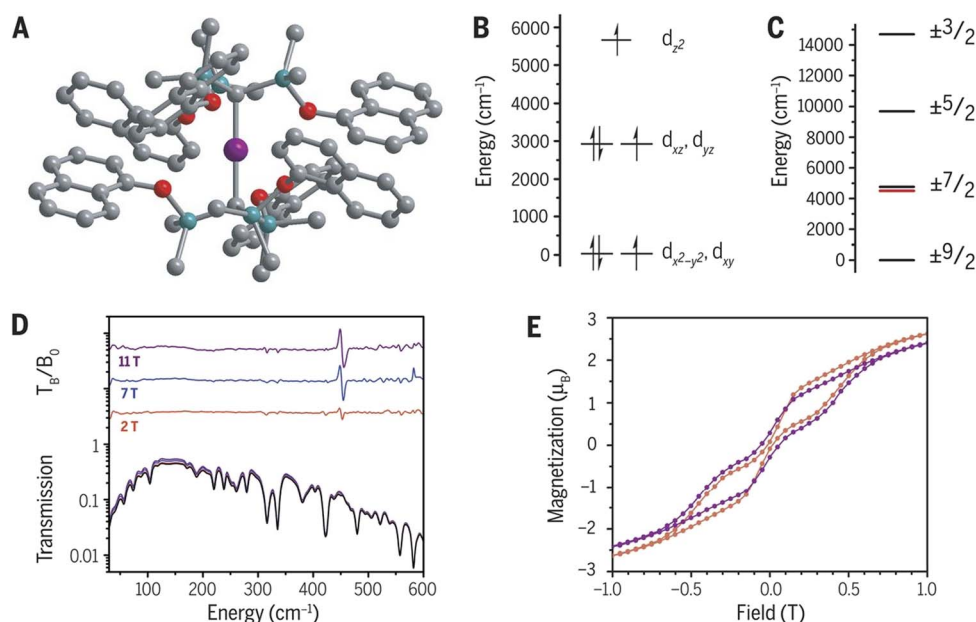 A
B
Energy (cm⁻¹)
6000
5000
4000
3000
2000
1000
0
d_z²
d_xz, d_yz
d_x²−y², d_xy
C
Energy (cm⁻¹)
14000
12000
10000
8000
6000
4000
2000
0
±3/2
±5/2
±7/2
±9/2
D
T_B/B_0
11 T
7 T
2 T
Transmission
1
0.1
0.01
100 200 300 400 500 600
Energy (cm⁻¹)
E
Magnetization (μ_B)
3
2
1
0
−1
−2
−3
−1.0 −0.5 0.0 0.5 1.0
Field (T)